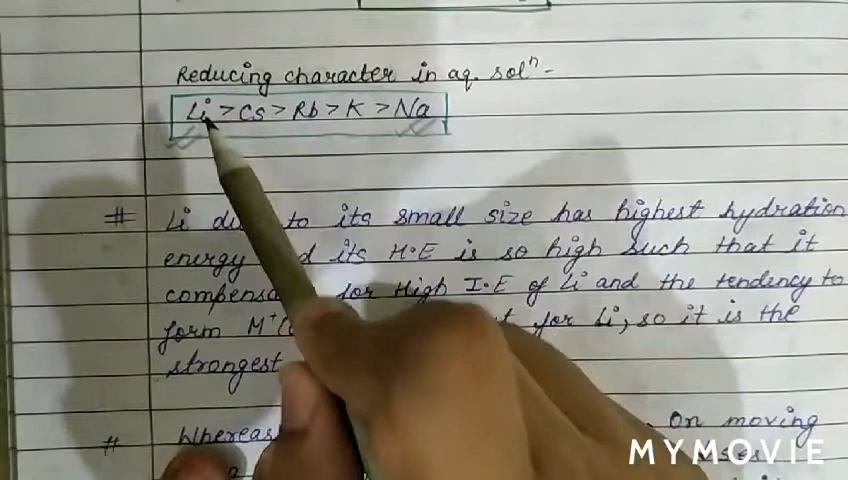 Reducing character in aq. solⁿ -
Li > Cs > Rb > K > Na
# Li to its small size has highest hydration
energy its H.E is so high such that it
for High I.E of Li and the tendency to
form M⁺ for Li, so it is the
strongest
# Whereas On moving
MYMOVIE